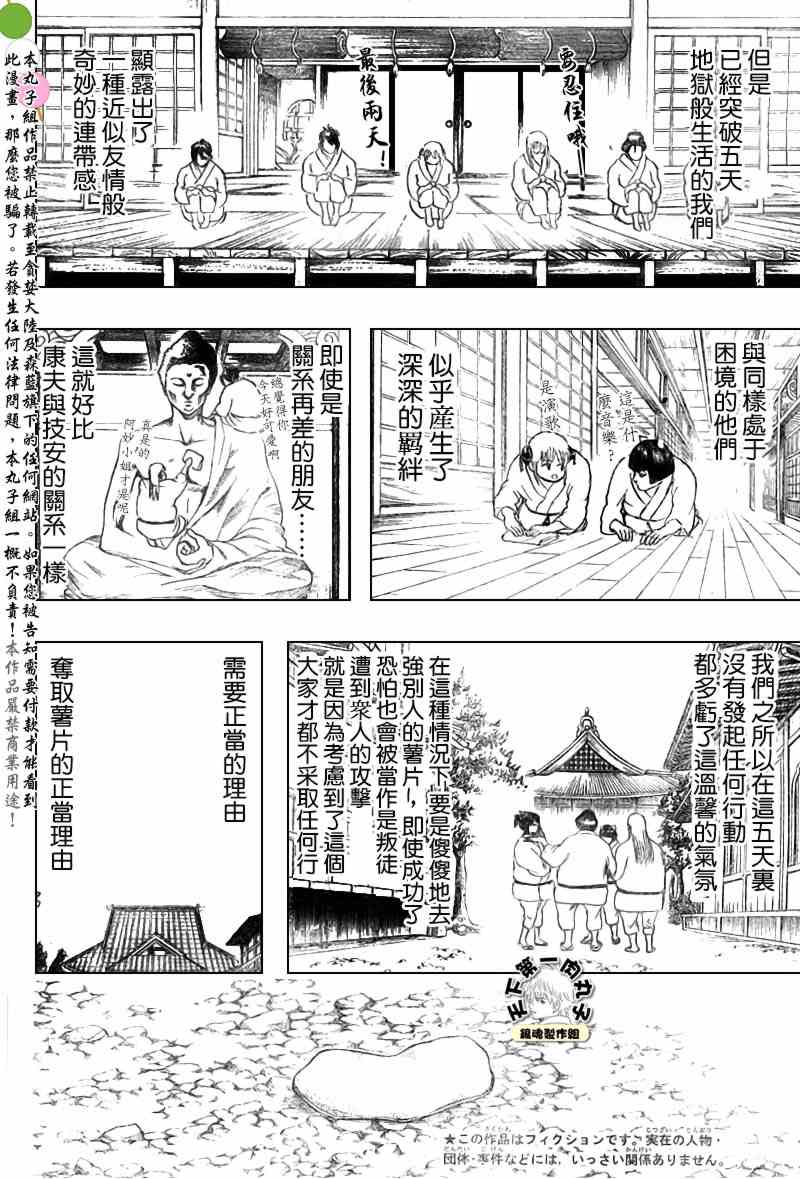 但是
已經突破五天
地獄般生活的我們
要忍住哦！
最後兩天！
顯露出了
一種近似友情般
奇妙的連帶感
與同樣處于
困境的他們
這是什
麼音樂？
是演歌
似乎産生了
深深的羁絆
即使是
關系再差的朋友……
總覺得你
今天好可愛啊
真是的
阿妙小姐才是呢
這就好比
康夫與技安的關系一樣
我們之所以在這五天裏
沒有發起任何行動
都多虧了這溫馨的氣氛
在這種情況下，要是傻傻地去
強別人的薯片，即使成功了
恐怕也會被當作是叛徒
遭到衆人的攻擊
就是因為考慮到了這個
大家才都不采取任何行
需要正當的理由
奪取薯片的正當理由
天下第一肉丸子
銀魂製作組
★この作品はフィクションです。実在の人物・
団体・事件などには、いっさい関係ありません。
本丸子組作品禁止轉載至貪婪大陸及森藍旗下的任何網站。如果您被告知需要付款才能看到
此漫畫，那麼您被騙了。若發生任何法律問題，本丸子組一概不負責！本作品嚴禁商業用途！